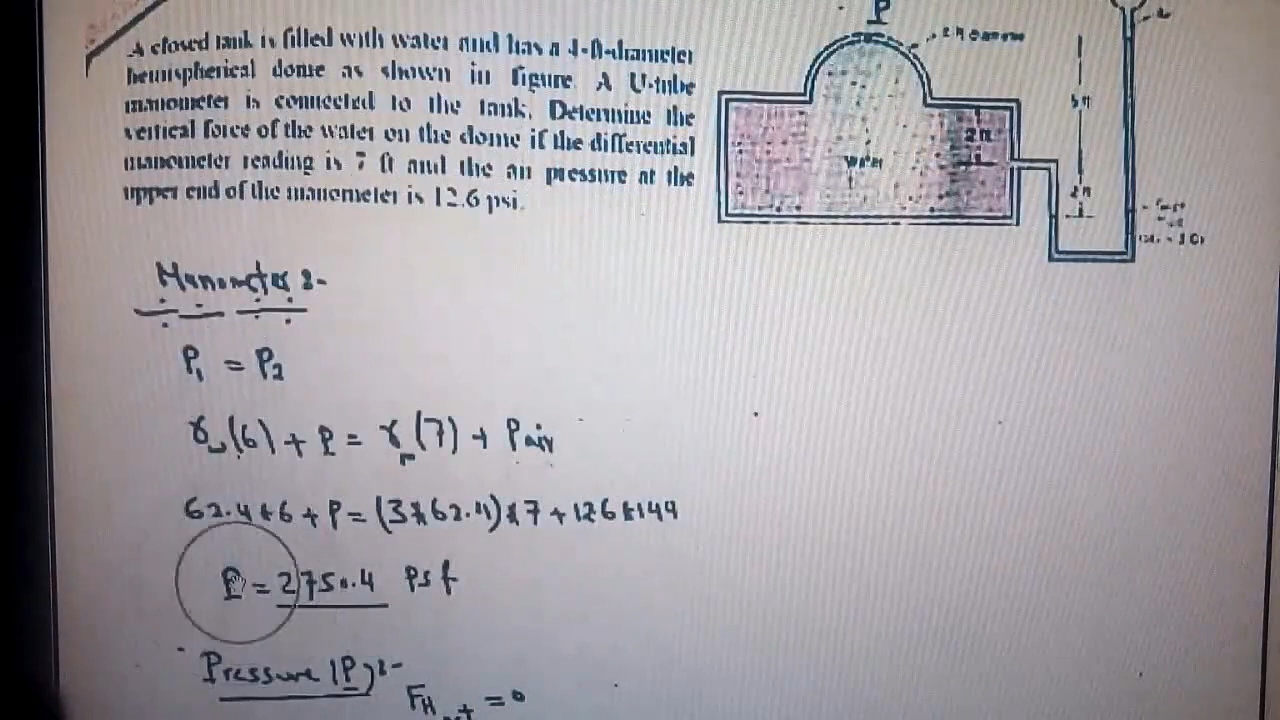 A closed tank is filled with water and has a 4-ft-diameter
hemispherical dome as shown in figure. A U-tube
manometer is connected to the tank. Determine the
vertical force of the water on the dome if the differential
manometer reading is 7 ft and the air pressure at the
upper end of the manometer is 12.6 psi.
P
2 ft
Water
5 ft
2 ft
Manometer :-
P₁ = P₂
γw(6) + P = γm(7) + Pair
62.4*6 + P = (3*62.4)*7 + 12.6*144
P = 2750.4 psf
Pressure (P) :-
FH = 0